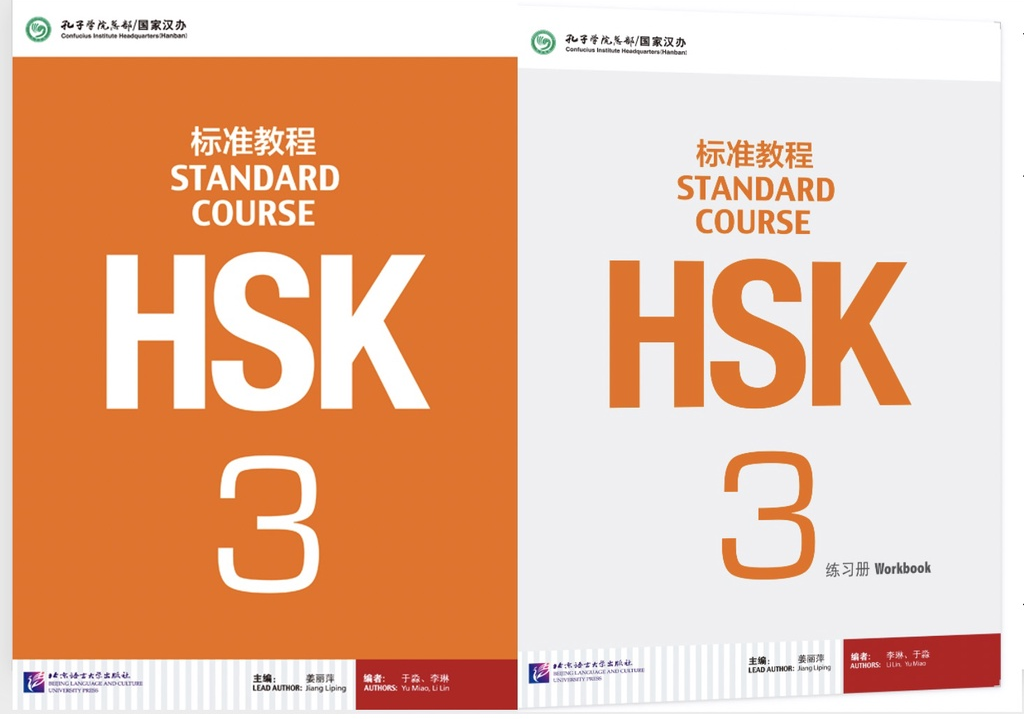 孔子学院总部/国家汉办
Confucius Institute Headquarters(Hanban)
标准教程
STANDARD
COURSE
HSK
3
北京语言大学出版社
BEIJING LANGUAGE AND CULTURE
UNIVERSITY PRESS
主编: 姜丽萍
LEAD AUTHOR: Jiang Liping
编者: 于淼、李琳
AUTHORS: Yu Miao, Li Lin
孔子学院总部/国家汉办
Confucius Institute Headquarters(Hanban)
标准教程
STANDARD
COURSE
HSK
3
练习册 Workbook
北京语言大学出版社
BEIJING LANGUAGE AND CULTURE
UNIVERSITY PRESS
主编: 姜丽萍
LEAD AUTHOR: Jiang Liping
编者: 李琳、于淼
AUTHORS: Li Lin, Yu Miao